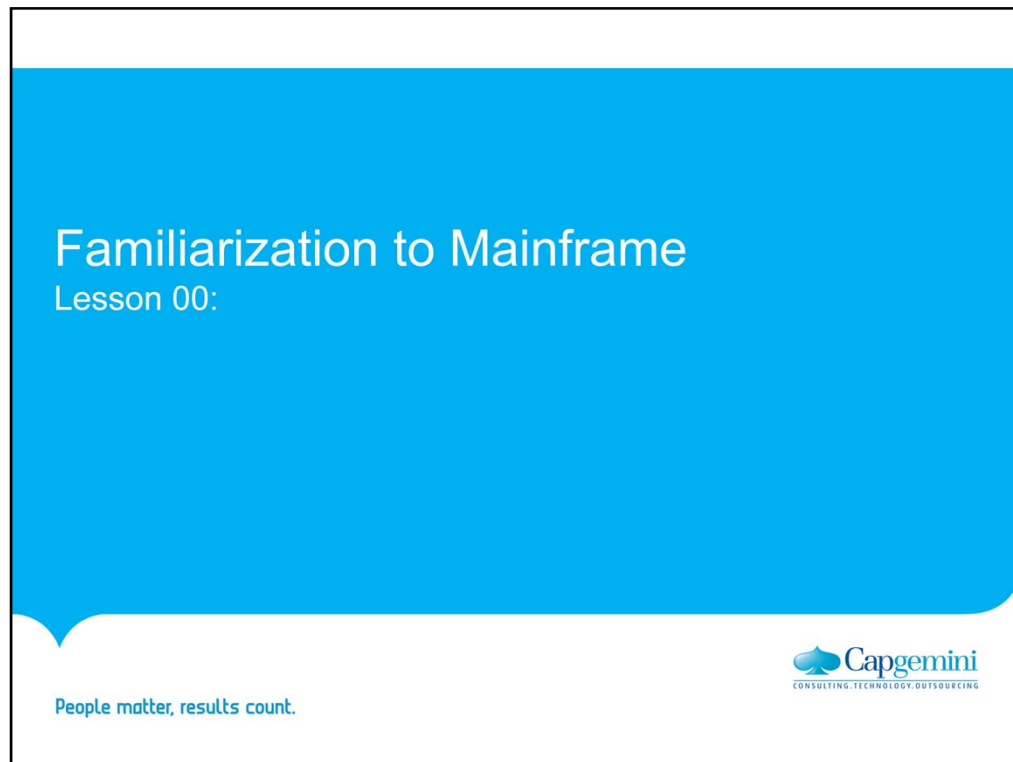 Familiarization to Mainframe
Lesson 00:
Capgemini
CONSULTING.TECHNOLOGY.OUTSOURCING
People matter, results count.